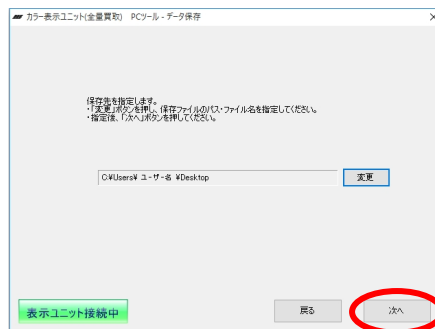 カラー表示ユニット(全量買取) PCツール - データ保存
保存先を指定します。
・「変更」ボタンを押し、保存ファイルのパス・ファイル名を指定してください。
・指定後、「次へ」ボタンを押してください。
C:¥Users¥ ユ-ザ-名 ¥Desktop
変更
表示ユニット接続中
戻る
次へ